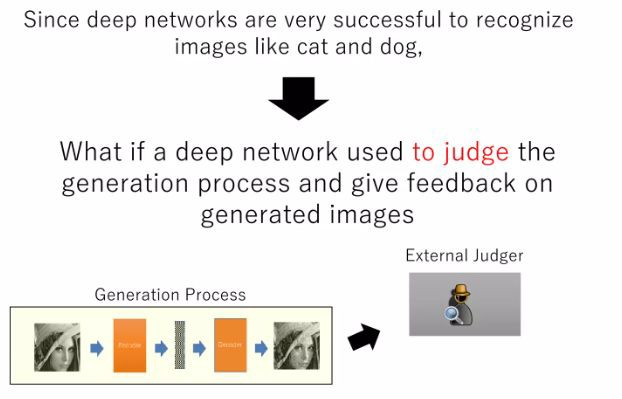 Since deep networks are very successful to recognize
images like cat and dog,
What if a deep network used to judge the
generation process and give feedback on
generated images
External Judger
Generation Process
Encoder
Decoder